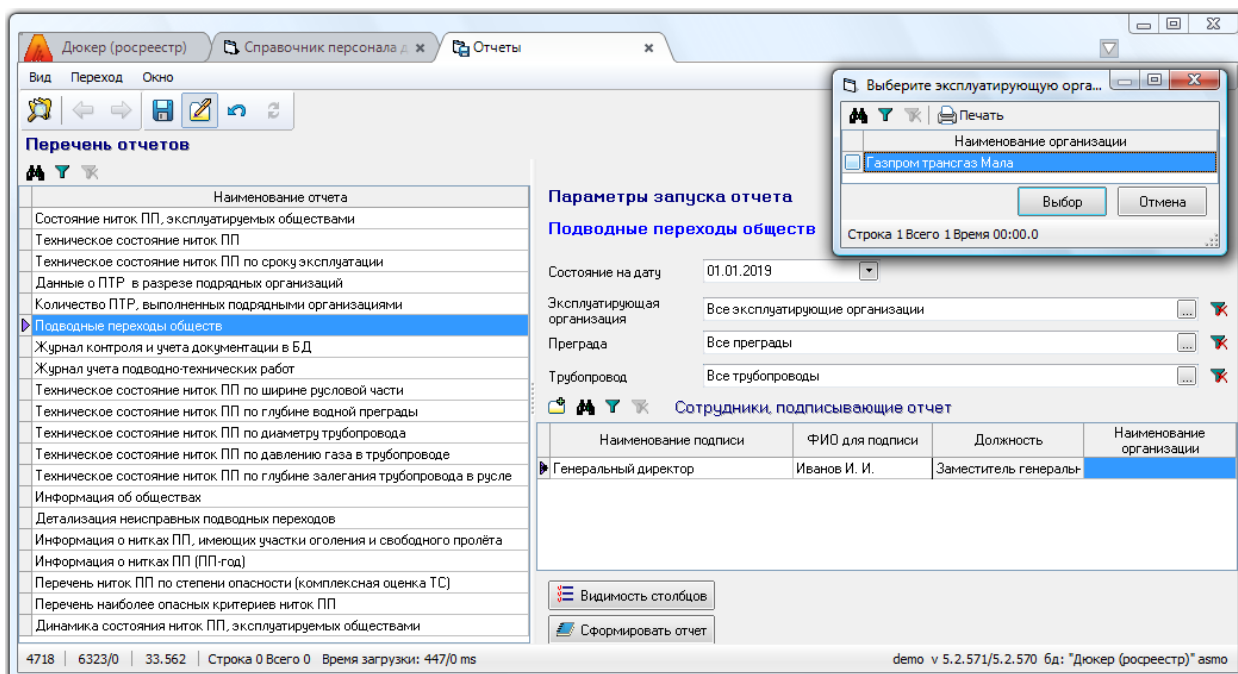 Дюкер (росреестр)
Справочник персонала д
Отчеты
Вид Переход Окно
Перечень отчетов
Наименование отчета
Состояние ниток ПП, эксплуатируемых обществами
Техническое состояние ниток ПП
Техническое состояние ниток ПП по сроку эксплуатации
Данные о ПТР в разрезе подрядных организаций
Количество ПТР, выполненных подрядными организациями
Подводные переходы обществ
Журнал контроля и учета документации в БД
Журнал учета подводно-технических работ
Техническое состояние ниток ПП по ширине русловой части
Техническое состояние ниток ПП по глубине водной преграды
Техническое состояние ниток ПП по диаметру трубопровода
Техническое состояние ниток ПП по давлению газа в трубопроводе
Техническое состояние ниток ПП по глубине залегания трубопровода в русле
Информация об обществах
Детализация неисправных подводных переходов
Информация о нитках ПП, имеющих участки оголения и свободного пролёта
Информация о нитках ПП (ПП-год)
Перечень ниток ПП по степени опасности (комплексная оценка ТС)
Перечень наиболее опасных критериев ниток ПП
Динамика состояния ниток ПП, эксплуатируемых обществами
Параметры запуска отчета
Подводные переходы обществ
Состояние на дату 01.01.2019
Эксплуатирующая
организация
Все эксплуатирующие организации
...
Преграда Все преграды ...
Трубопровод Все трубопроводы ...
Сотрудники, подписывающие отчет
Наименование подписи ФИО для подписи Должность Наименование
организации
Генеральный директор Иванов И. И. Заместитель генеральн
Видимость столбцов
Сформировать отчет
Выберите эксплуатирующую орга...
Печать
Наименование организации
Газпром трансгаз Мала
Выбор Отмена
Строка 1 Всего 1 Время 00:00.0
4718 6323/0 33.562 Строка 0 Всего 0 Время загрузки: 447/0 ms demo v 5.2.571/5.2.570 бд: "Дюкер (росреестр)" asmo